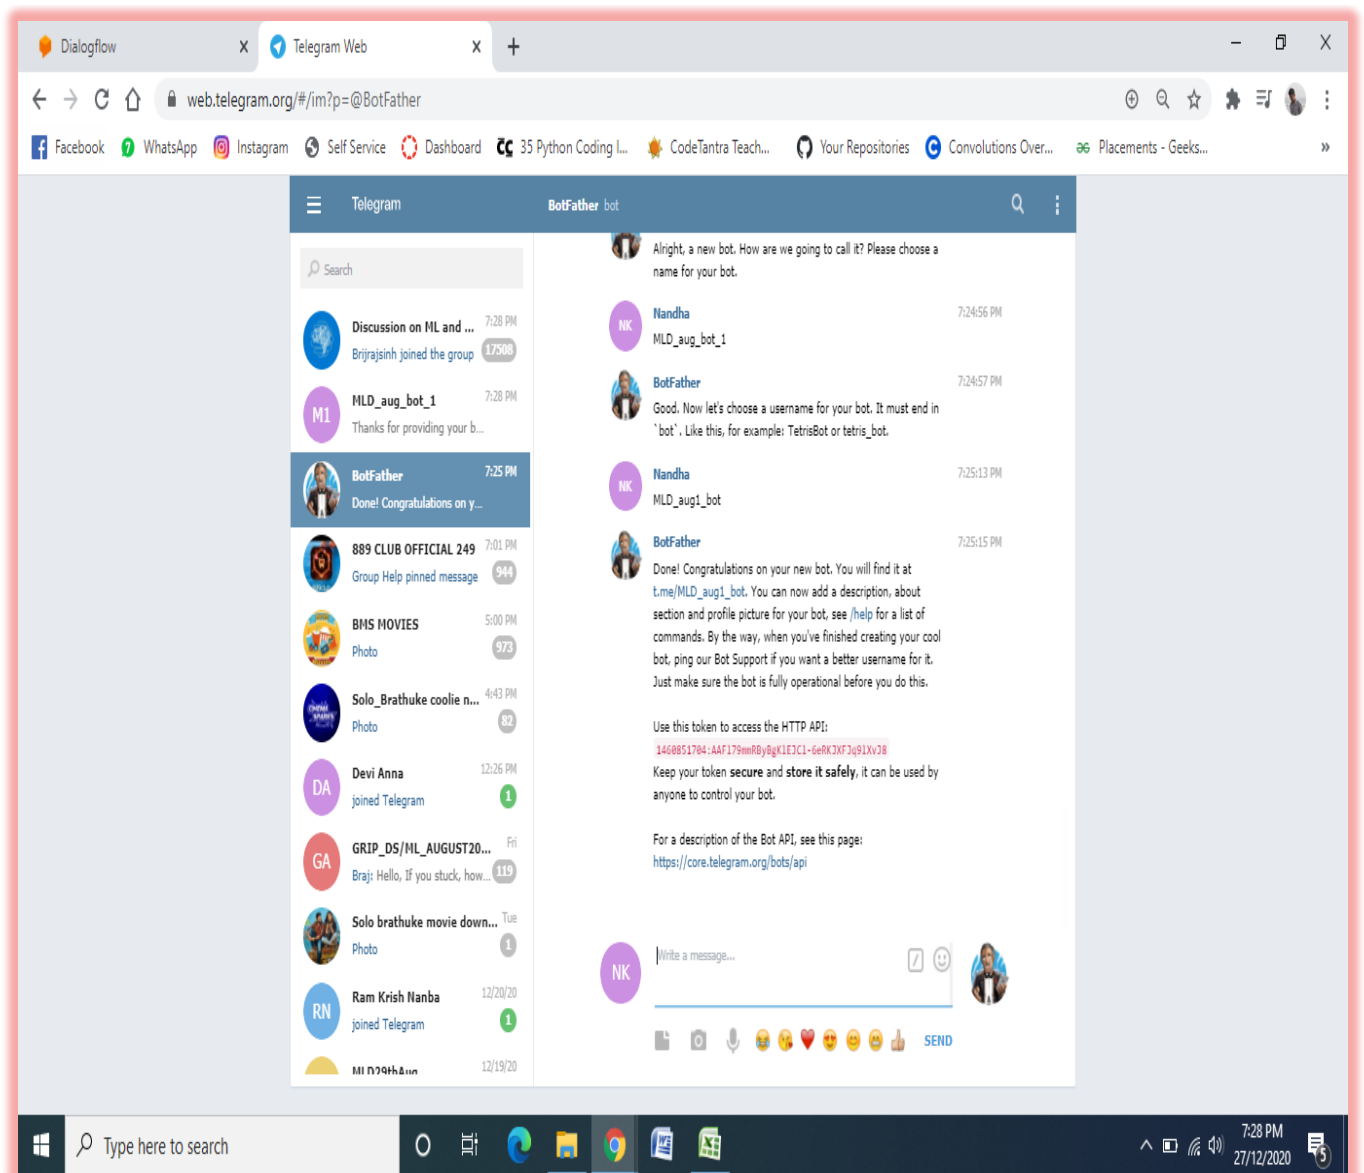 Dialogflow
Telegram Web
web.telegram.org/#/im?p=@BotFather
Facebook
WhatsApp
Instagram
Self Service
Dashboard
35 Python Coding I...
CodeTantra Teach...
Your Repositories
Convolutions Over...
Placements - Geeks...
»
Telegram
BotFather bot
Search
Discussion on ML and ... 7:28 PM
Brijrajsinh joined the group 17508
M1
MLD_aug_bot_1 7:28 PM
Thanks for providing your b...
BotFather 7:25 PM
Done! Congratulations on y...
889 CLUB OFFICIAL 249 7:01 PM
Group Help pinned message 944
BMS MOVIES 5:00 PM
Photo 973
Solo_Brathuke coolie n... 4:43 PM
Photo 82
DA
Devi Anna 12:26 PM
joined Telegram 1
GA
GRIP_DS/ML_AUGUST20... Fri
Braj: Hello, If you stuck, how... 119
Solo brathuke movie down... Tue
Photo 1
RN
Ram Krish Nanba 12/20/20
joined Telegram 1
MLD29thAug 12/19/20
Alright, a new bot. How are we going to call it? Please choose a
name for your bot.
NK
Nandha 7:24:56 PM
MLD_aug_bot_1
BotFather 7:24:57 PM
Good. Now let's choose a username for your bot. It must end in
`bot`. Like this, for example: TetrisBot or tetris_bot.
NK
Nandha 7:25:13 PM
MLD_aug1_bot
BotFather 7:25:15 PM
Done! Congratulations on your new bot. You will find it at
t.me/MLD_aug1_bot. You can now add a description, about
section and profile picture for your bot, see /help for a list of
commands. By the way, when you've finished creating your cool
bot, ping our Bot Support if you want a better username for it.
Just make sure the bot is fully operational before you do this.
Use this token to access the HTTP API:
Keep your token secure and store it safely, it can be used by
anyone to control your bot.
For a description of the Bot API, see this page:
https://core.telegram.org/bots/api
NK
Write a message...
SEND
Type here to search
7:28 PM
27/12/2020
5